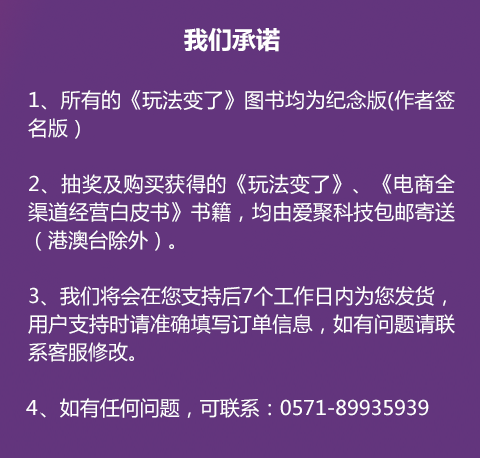 我们承诺
1、所有的《玩法变了》图书均为纪念版(作者签
名版）
2、抽奖及购买获得的《玩法变了》、《电商全
渠道经营白皮书》书籍，均由爱聚科技包邮寄送
（港澳台除外）。
3、我们将会在您支持后7个工作日内为您发货，
用户支持时请准确填写订单信息，如有问题请联
系客服修改。
4、如有任何问题，可联系：0571-89935939